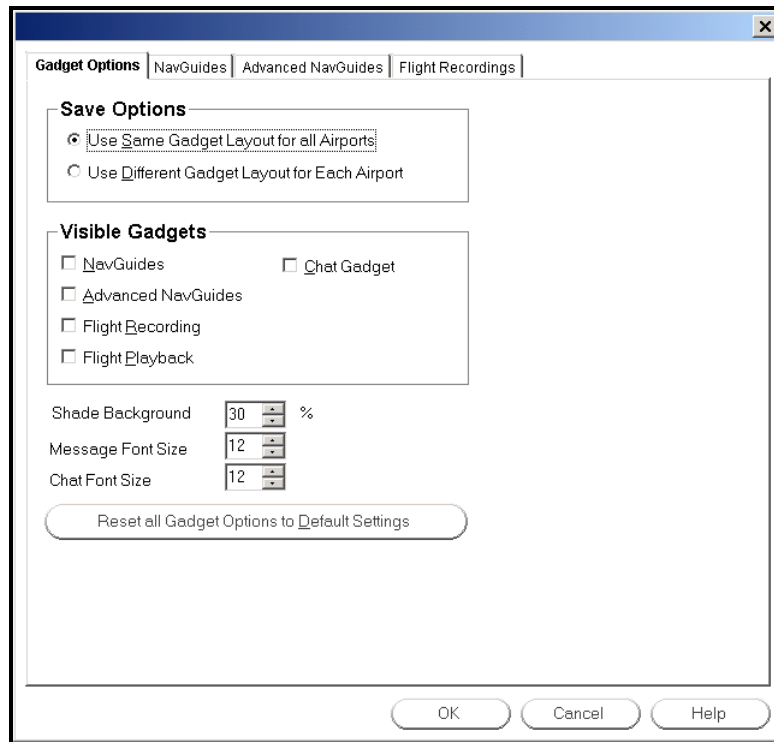 Gadget Options NavGuides Advanced NavGuides Flight Recordings
Save Options
Use Same Gadget Layout for all Airports
Use Different Gadget Layout for Each Airport
Visible Gadgets
NavGuides Chat Gadget
Advanced NavGuides
Flight Recording
Flight Playback
Shade Background 30 %
Message Font Size 12
Chat Font Size 12
Reset all Gadget Options to Default Settings
OK Cancel Help